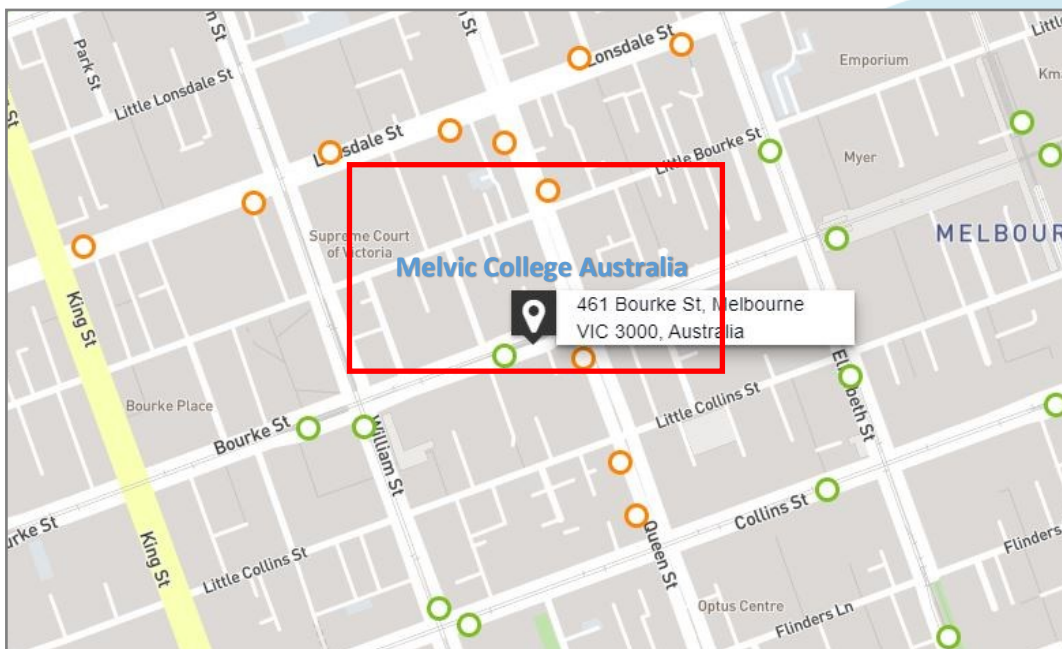 Park St
Little Lonsdale St
Lonsdale St
Lonsdale St
Emporium
Myer
Little Bourke St
MELBOUR
Supreme Court
of Victoria
Melvic College Australia
461 Bourke St, Melbourne
VIC 3000, Australia
King St
Bourke Place
Bourke St
William St
Little Collins St
Elizabeth St
Collins St
King St
Little Collins St
Queen St
Optus Centre
Flinders Ln
Flinders